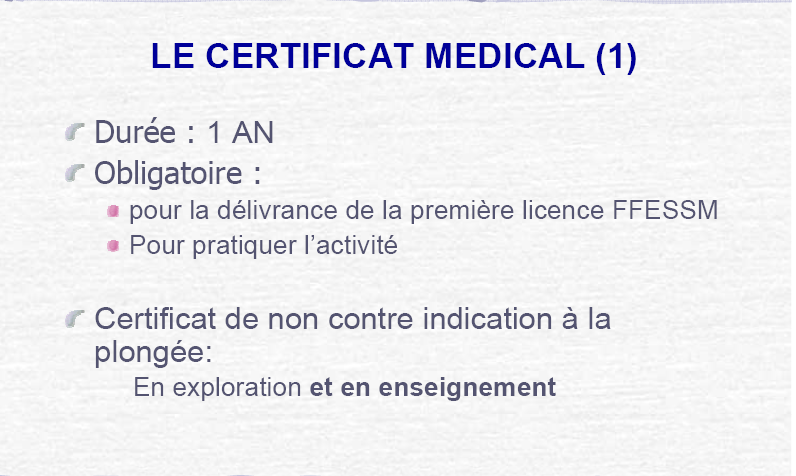 LE CERTIFICAT MEDICAL (1)
Durée : 1 AN
Obligatoire :
pour la délivrance de la première licence FFESSM
Pour pratiquer l’activité
Certificat de non contre indication à la
plongée:
En exploration et en enseignement